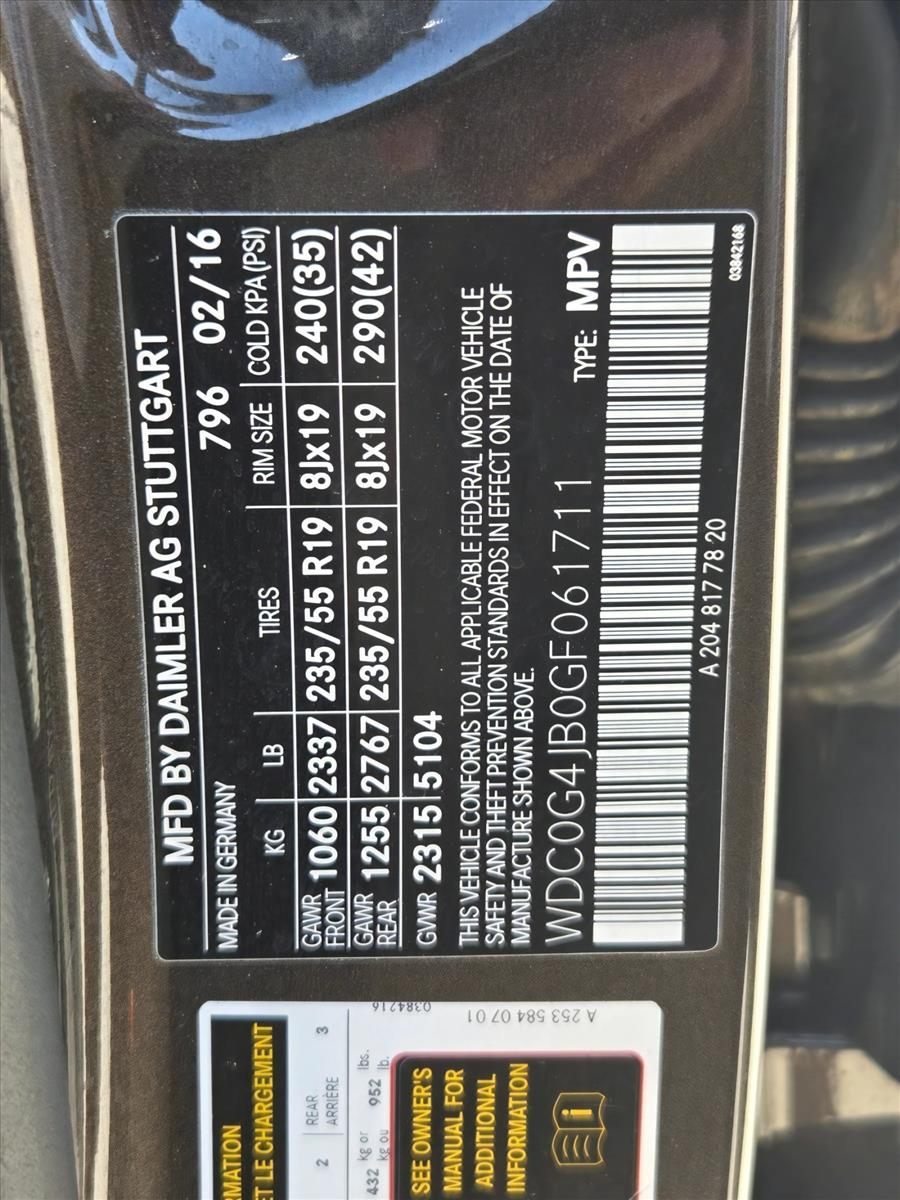 MFD BY DAIMLER AG STUTTGART
MADE IN GERMANY 796 02/16
KG LB TIRES RIM SIZE COLD KPA(PSI)
GAWR FRONT 1060 2337 235/55 R19 8Jx19 240(35)
GAWR REAR 1255 2767 235/55 R19 8Jx19 290(42)
GVWR 2315 5104
THIS VEHICLE CONFORMS TO ALL APPLICABLE FEDERAL MOTOR VEHICLE
SAFETY AND THEFT PREVENTION STANDARDS IN EFFECT ON THE DATE OF
MANUFACTURE SHOWN ABOVE.
WDC0G4JB0GF061711 TYPE: MPV
A 204 817 78 20
03842168
ET LE CHARGEMENT
2 REAR 3
ARRIÈRE
432 kg or 952 lbs.
kg ou lb.
0384216
SEE OWNER'S
MANUAL FOR
ADDITIONAL
INFORMATION
i
A 253 584 07 01